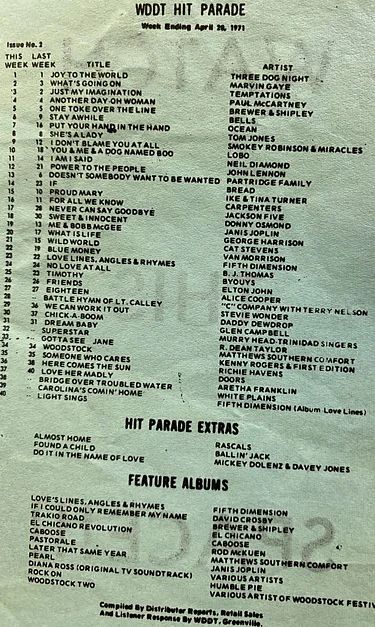 WDDT HIT PARADE
Week Ending April 26, 1971
Issue No. 2
THIS LAST
WEEK WEEK TITLE ARTIST
1 1 JOY TO THE WORLD THREE DOG NIGHT
2 3 WHAT'S GOING ON MARVIN GAYE
3 2 JUST MY IMAGINATION TEMPTATIONS
4 4 ANOTHER DAY-OH WOMAN PAUL McCARTNEY
5 5 ONE TOKE OVER THE LINE BREWER & SHIPLEY
6 9 STAY AWHILE BELLS
7 16 PUT YOUR HAND IN THE HAND OCEAN
8 8 SHE'S A LADY TOM JONES
9 12 I DON'T BLAME YOU AT ALL SMOKEY ROBINSON & MIRACLES
10 18 YOU & ME & A DOG NAMED BOO LOBO
11 14 I AM I SAID NEIL DIAMOND
12 21 POWER TO THE PEOPLE JOHN LENNON
13 6 DOESN'T SOMEBODY WANT TO BE WANTED PARTRIDGE FAMILY
14 IF BREAD
15 PROUD MARY IKE & TINA TURNER
16 FOR ALL WE KNOW CARPENTERS
17 NEVER CAN SAY GOODBYE JACKSON FIVE
18 30 SWEET & INNOCENT DONNY OSMOND
19 13 ME & BOB McGEE JANIS JOPLIN
20 17 WHAT IS LIFE GEORGE HARRISON
21 15 WILD WORLD CAT STEVENS
22 19 BLUE MONEY VAN MORRISON
23 22 LOVE LINES, ANGLES & RHYMES FIFTH DIMENSION
24 NO LOVE AT ALL B. J. THOMAS
25 TIMOTHY BYOUYS
26 FRIENDS ELTON JOHN
27 EIGHTEEN ALICE COOPER
28 BATTLE HYMN OF LT. CALLEY "C" COMPANY WITH TERRY NELSON
36 WE CAN WORK IT OUT STEVIE WONDER
30 37 CHICK-A-BOOM DADDY DEWDROP
31 31 DREAM BABY GLEN CAMPBELL
32 SUPERSTAR MURRY HEAD-TRINIDAD SINGERS
33 GOTTA SEE JANE R. DEAN TAYLOR
34 34 WOODSTOCK MATTHEWS SOUTHERN COMFORT
35 35 SOMEONE WHO CARES KENNY ROGERS & FIRST EDITION
36 38 HERE COMES THE SUN RICHIE HAVENS
37 40 LOVE HER MADLY DOORS
38 BRIDGE OVER TROUBLED WATER ARETHA FRANKLIN
39 CAROLINA'S COMIN' HOME WHITE PLAINS
40 LIGHT SINGS FIFTH DIMENSION (Album Love Lines)
HIT PARADE EXTRAS
ALMOST HOME RASCALS
FOUND A CHILD BALLIN' JACK
DO IT IN THE NAME OF LOVE MICKEY DOLENZ & DAVEY JONES
FEATURE ALBUMS
LOVE'S LINES, ANGLES & RHYMES FIFTH DIMENSION
IF I COULD ONLY REMEMBER MY NAME DAVID CROSBY
TRAKIO ROAD BREWER & SHIPLEY
EL CHICANO REVOLUTION EL CHICANO
CABOOSE CABOOSE
PASTORALE ROD McKUEN
LATER THAT SAME YEAR MATTHEWS SOUTHERN COMFORT
PEARL JANIS JOPLIN
DIANA ROSS (ORIGINAL TV SOUNDTRACK) VARIOUS ARTISTS
ROCK ON HUMBLE PIE
WOODSTOCK TWO VARIOUS ARTIST OF WOODSTOCK FESTIV
Compiled By Distributor Reports, Retail Sales
And Listener Response By WDDT, Greenville.